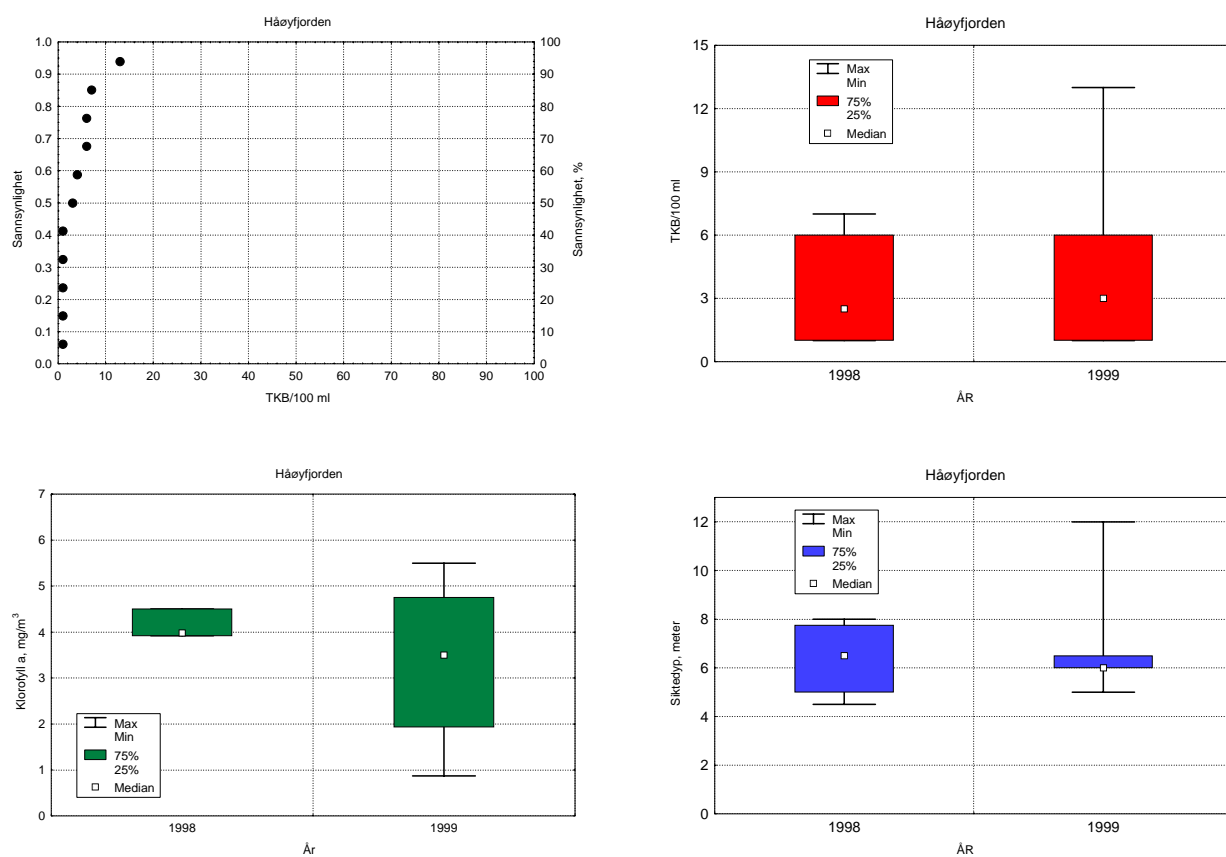 Håøyfjorden
1.0
0.9
0.8
0.7
0.6
0.5
0.4
0.3
0.2
0.1
0.0
Sannsynlighet
100
90
80
70
60
50
40
30
20
10
0
Sannsynlighet, %
0 10 20 30 40 50 60 70 80 90 100
TKB/100 ml
Håøyfjorden
15
12
9
6
3
0
TKB/100 ml
Max
Min
75%
25%
Median
1998 1999
ÅR
Håøyfjorden
7
6
5
4
3
2
1
0
Klorofyll a, mg/m³
Max
Min
75%
25%
Median
1998 1999
År
Håøyfjorden
12
10
8
6
4
2
0
Siktedyp, meter
Max
Min
75%
25%
Median
1998 1999
ÅR